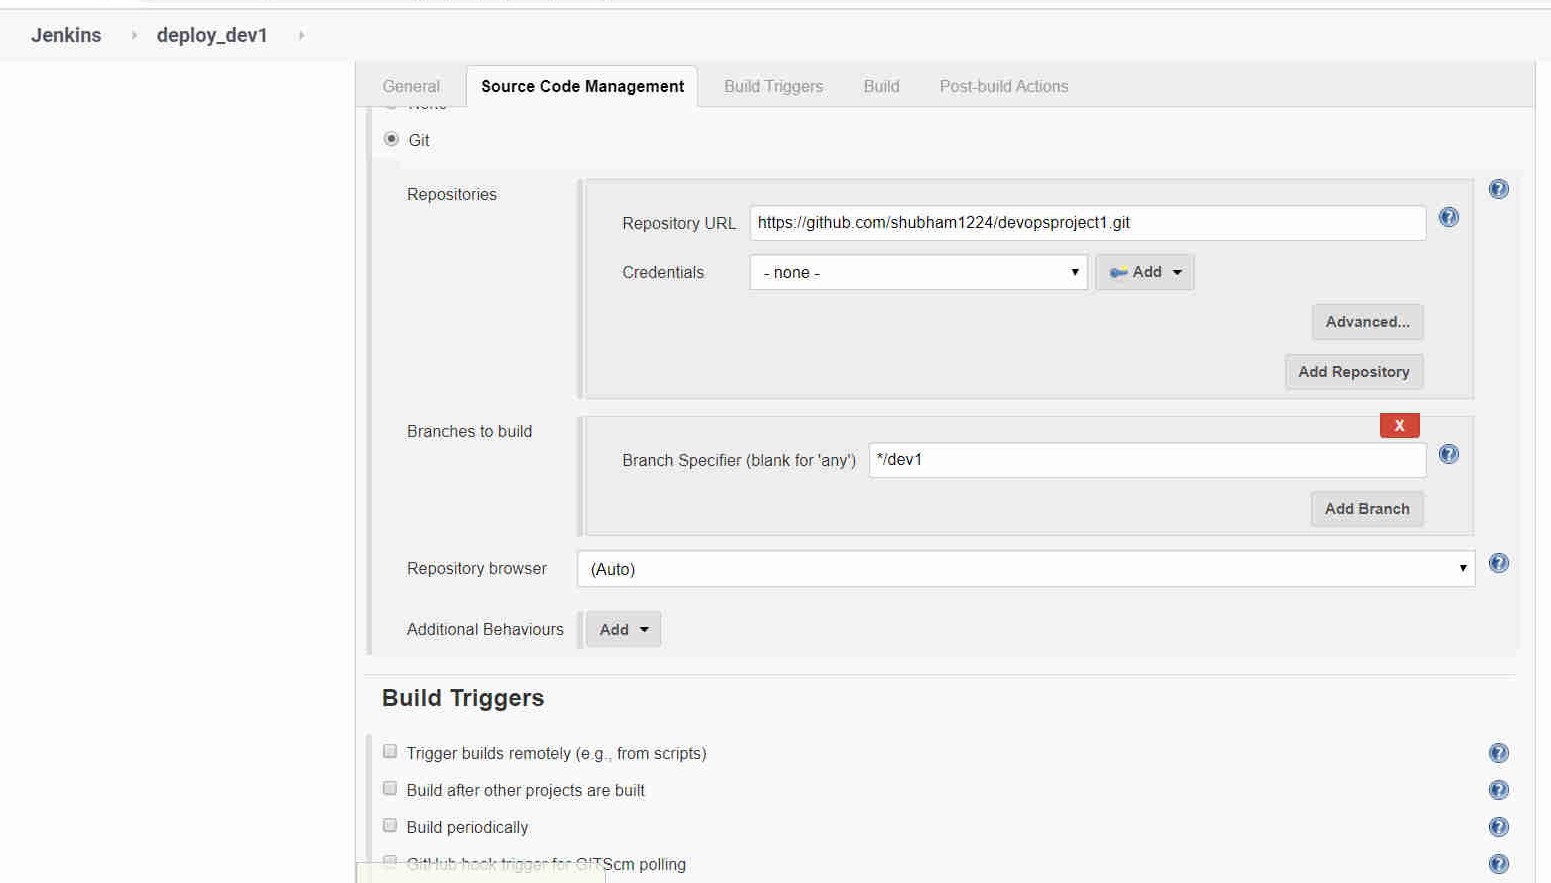 Jenkins deploy_dev1
General Source Code Management Build Triggers Build Post-build Actions
None
Git
Repositories
Repository URL https://github.com/shubham1224/devopsproject1.git
Credentials - none - Add
Advanced...
Add Repository
Branches to build
X
Branch Specifier (blank for 'any') */dev1
Add Branch
Repository browser (Auto)
Additional Behaviours Add
Build Triggers
Trigger builds remotely (e.g., from scripts)
Build after other projects are built
Build periodically
GitHub hook trigger for GITScm polling